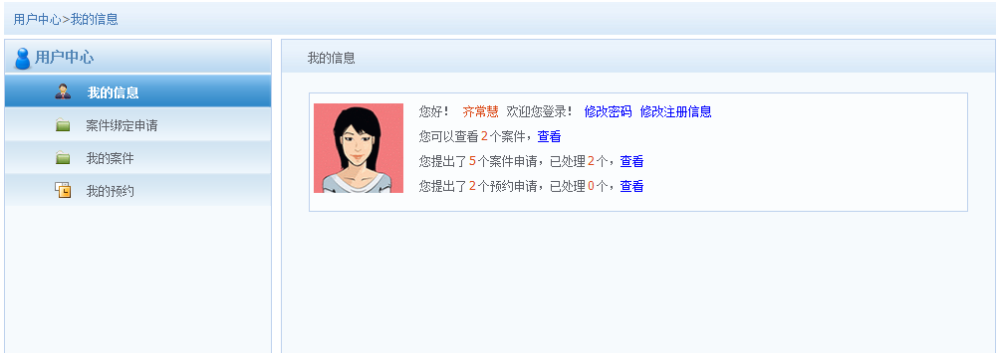 用户中心>我的信息
用户中心
我的信息
案件绑定申请
我的案件
我的预约
我的信息
您好！ 齐常慧 欢迎您登录！ 修改密码 修改注册信息
您可以查看2个案件，查看
您提出了5个案件申请，已处理2个，查看
您提出了2个预约申请，已处理0个，查看